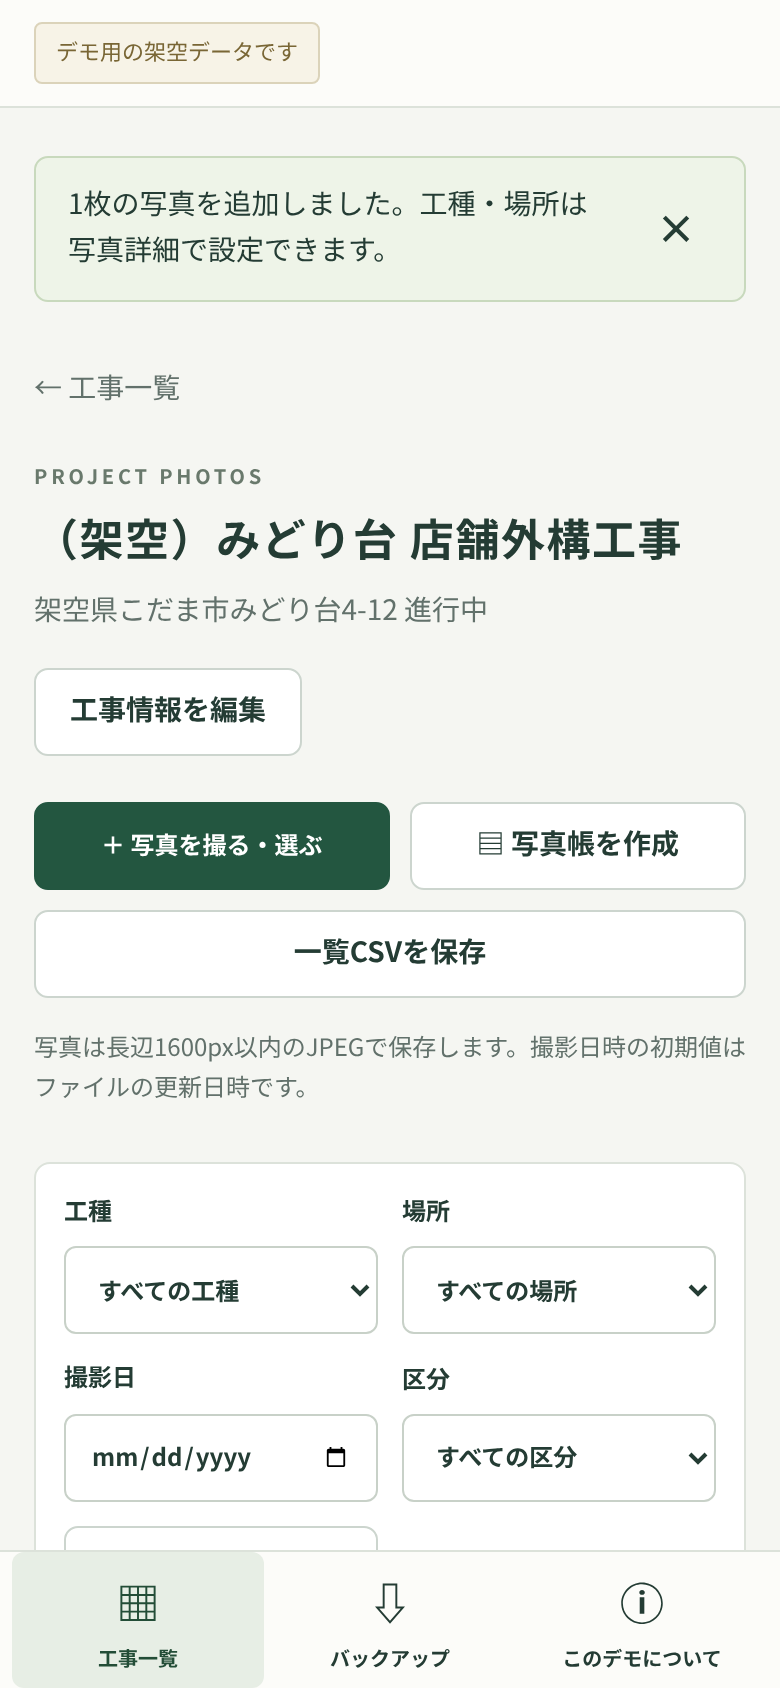 デモ用の架空データです
1枚の写真を追加しました。工種・場所は
写真詳細で設定できます。
← 工事一覧
PROJECT PHOTOS
（架空）みどり台 店舗外構工事
架空県こだま市みどり台4-12 進行中
工事情報を編集
＋ 写真を撮る・選ぶ
▤ 写真帳を作成
一覧CSVを保存
写真は長辺1600px以内のJPEGで保存します。撮影日時の初期値は
ファイルの更新日時です。
工種
場所
すべての工種
すべての場所
撮影日
区分
mm/dd/yyyy
すべての区分
工事一覧
バックアップ
このデモについて